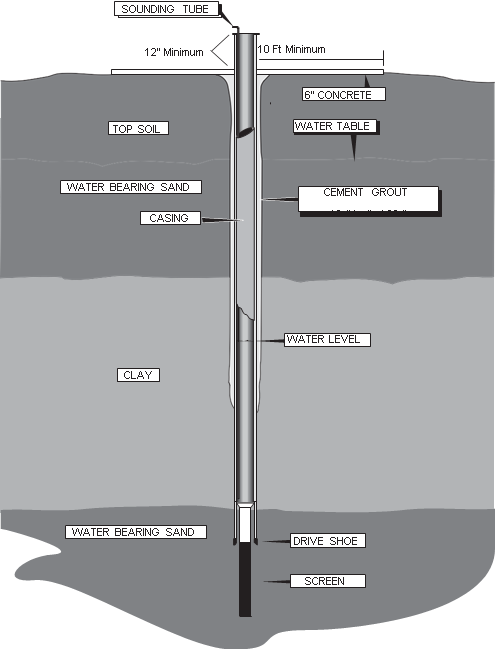 SOUNDING TUBE
12" Minimum
10 Ft Minimum
6" CONCRETE
TOP SOIL
WATER TABLE
WATER BEARING SAND
CEMENT GROUT
CASING
WATER LEVEL
CLAY
WATER BEARING SAND
DRIVE SHOE
SCREEN